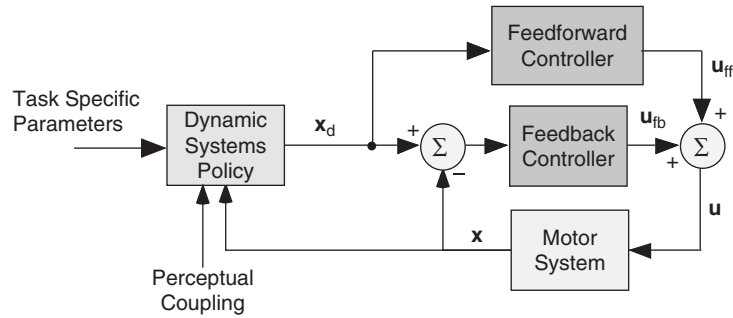 Feedforward
Controller
u_ff
Task Specific
Parameters
Dynamic
Systems
Policy
x_d
+
Σ
−
Feedback
Controller
u_fb
+
+
Σ
u
x
Motor
System
Perceptual
Coupling